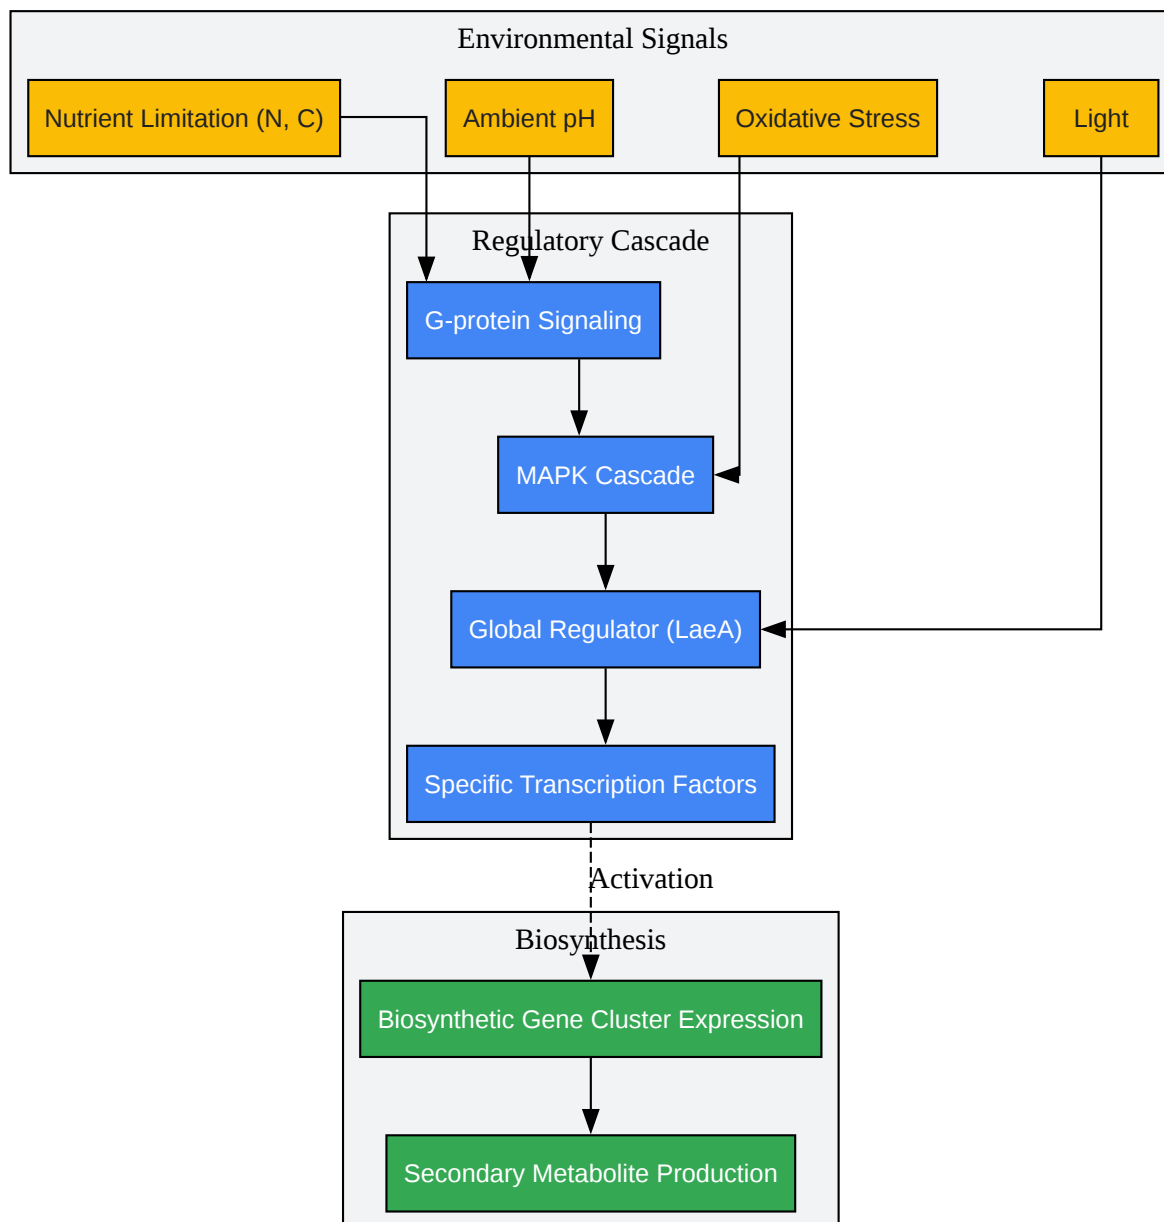 Environmental Signals
Nutrient Limitation (N, C)
Ambient pH
Oxidative Stress
Light
Regulatory Cascade
G-protein Signaling
MAPK Cascade
Global Regulator (LaeA)
Specific Transcription Factors
Activation
Biosynthesis
Biosynthetic Gene Cluster Expression
Secondary Metabolite Production